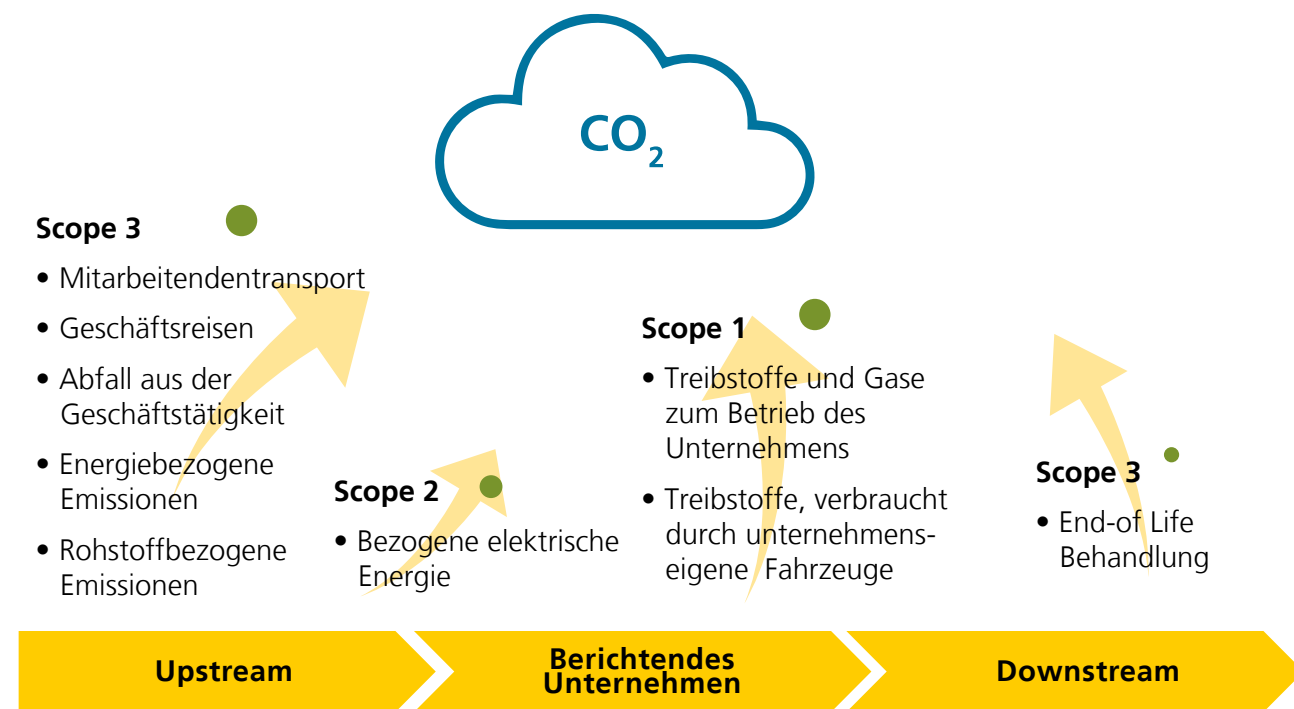 CO₂
Scope 3
• Mitarbeitendentransport
• Geschäftsreisen
• Abfall aus der
Geschäftstätigkeit
• Energiebezogene
Emissionen
• Rohstoffbezogene
Emissionen
Scope 2
• Bezogene elektrische
Energie
Scope 1
• Treibstoffe und Gase
zum Betrieb des
Unternehmens
• Treibstoffe, verbraucht
durch unternehmens-
eigene Fahrzeuge
Scope 3
• End-of Life
Behandlung
Upstream
Berichtendes
Unternehmen
Downstream